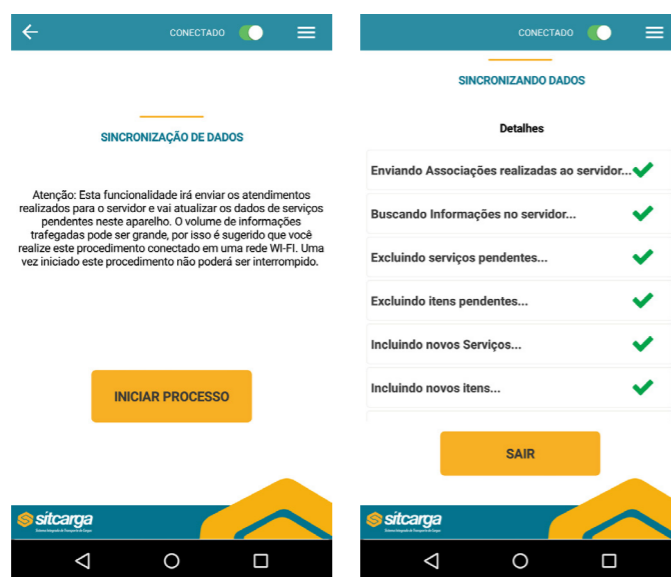 CONECTADO
SINCRONIZAÇÃO DE DADOS
Atenção: Esta funcionalidade irá enviar os atendimentos
realizados para o servidor e vai atualizar os dados de serviços
pendentes neste aparelho. O volume de informações
trafegadas pode ser grande, por isso é sugerido que você
realize este procedimento conectado em uma rede WI-FI. Uma
vez iniciado este procedimento não poderá ser interrompido.
INICIAR PROCESSO
sitcarga
CONECTADO
SINCRONIZANDO DADOS
Detalhes
Enviando Associações realizadas ao servidor...
Buscando Informações no servidor...
Excluindo serviços pendentes...
Excluindo itens pendentes...
Incluindo novos Serviços...
Incluindo novos itens...
SAIR
sitcarga